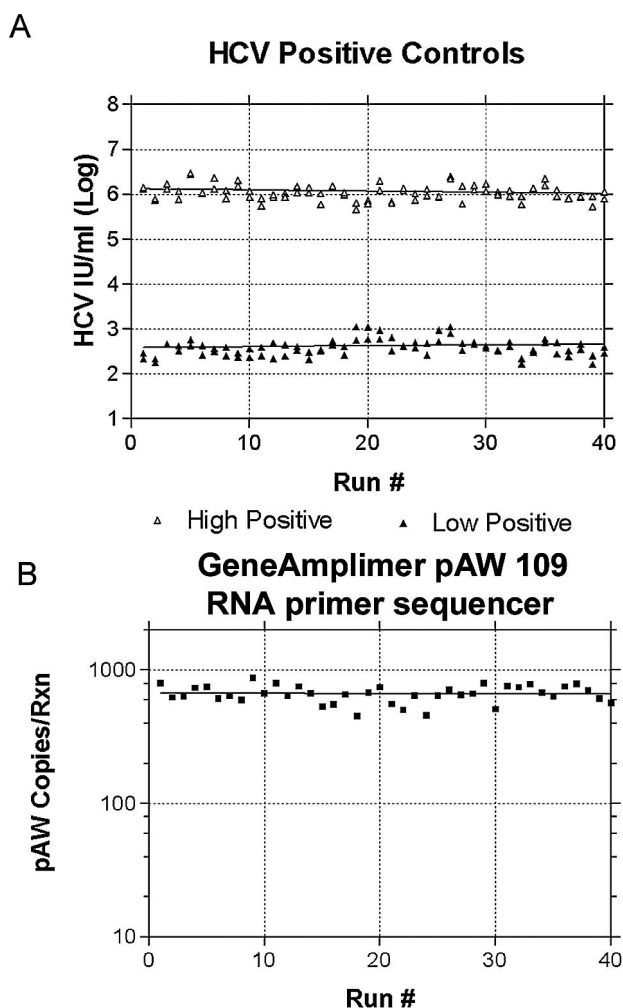 A
HCV Positive Controls
HCV IU/ml (Log)
8
7
6
5
4
3
2
1
0 10 20 30 40
Run #
High Positive Low Positive
B
GeneAmplimer pAW 109
RNA primer sequencer
pAW Copies/Rxn
1000
100
10
0 10 20 30 40
Run #